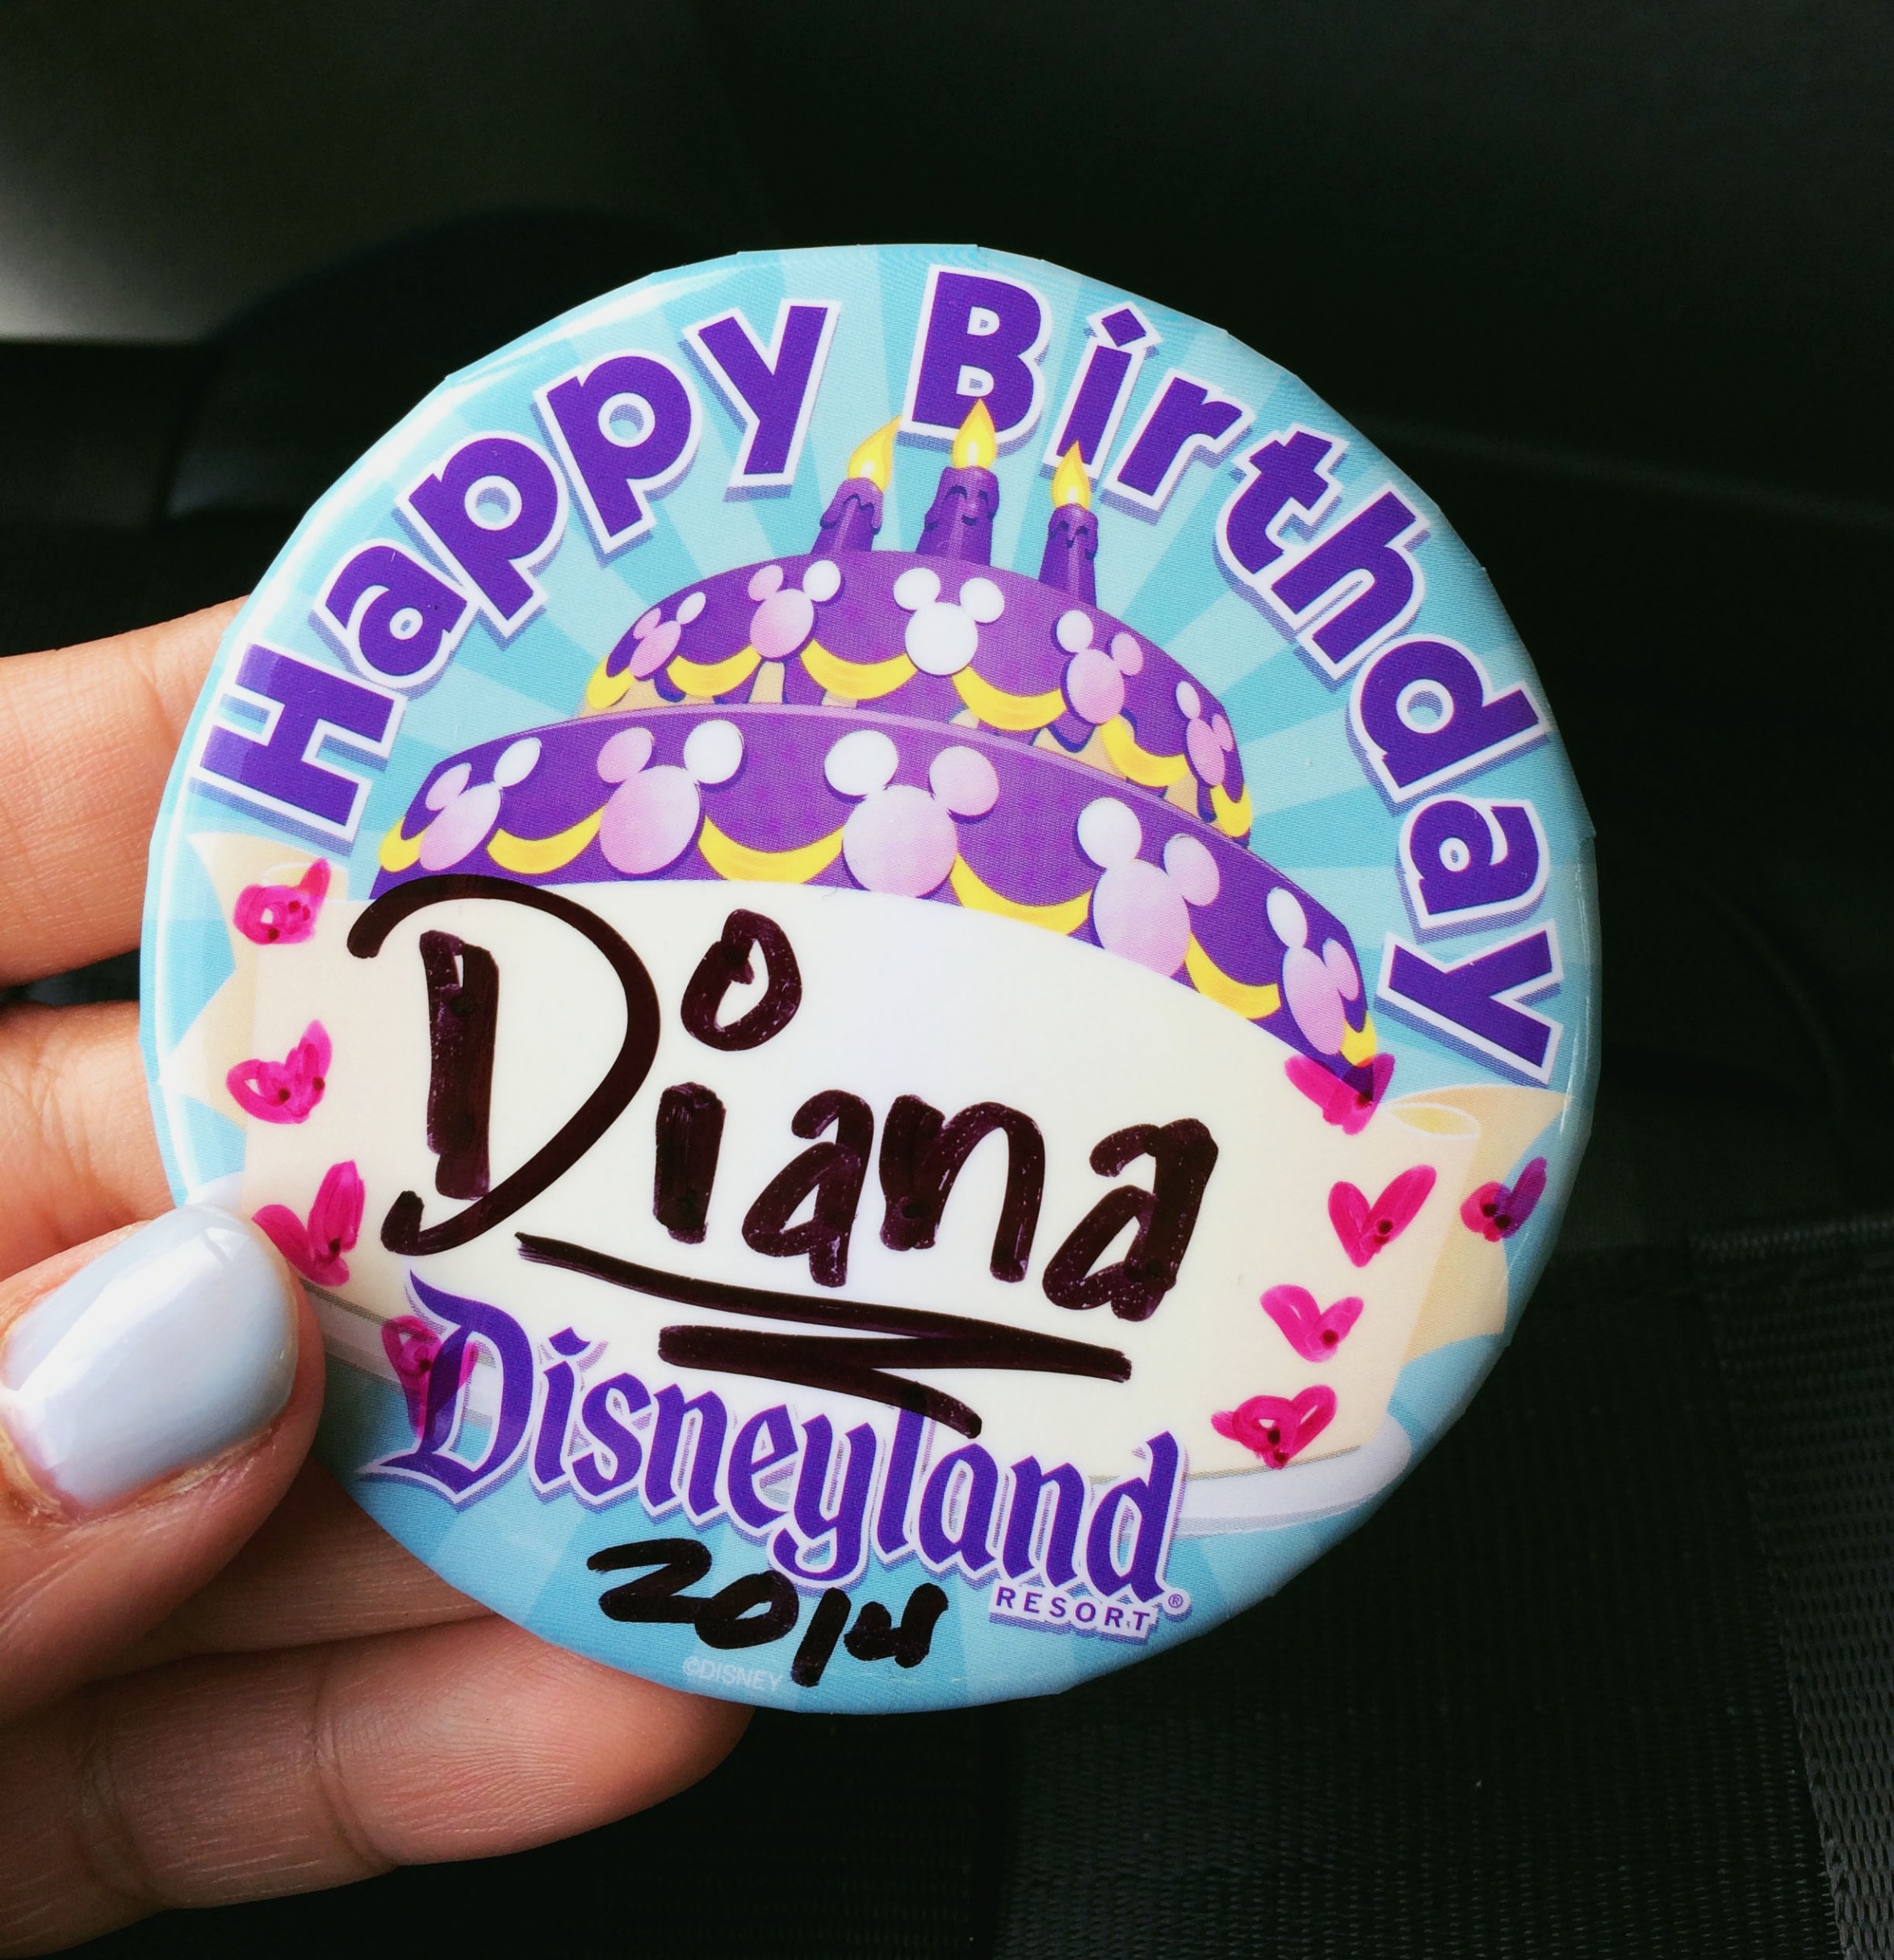 Happy Birthday
Diana
Disneyland
RESORT®
2014
©DISNEY